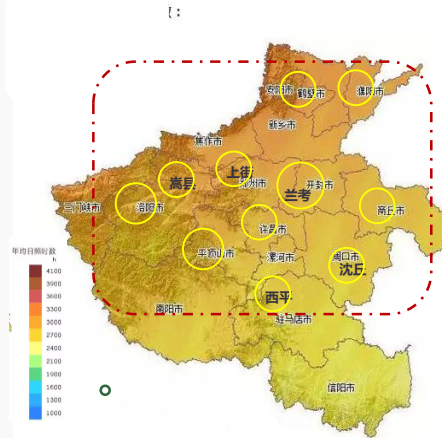 :
安阳市
鹤壁市
濮阳市
新乡市
焦作市
上街
嵩县
郑州市
兰考
开封市
三门峡市
洛阳市
商丘市
许昌市
平顶山市
漯河市
周口市
沈丘
西平
南阳市
驻马店市
信阳市
年均日照时数
h
4100
3900
3600
3300
3000
2700
2400
2100
1900
1600
1300
1000